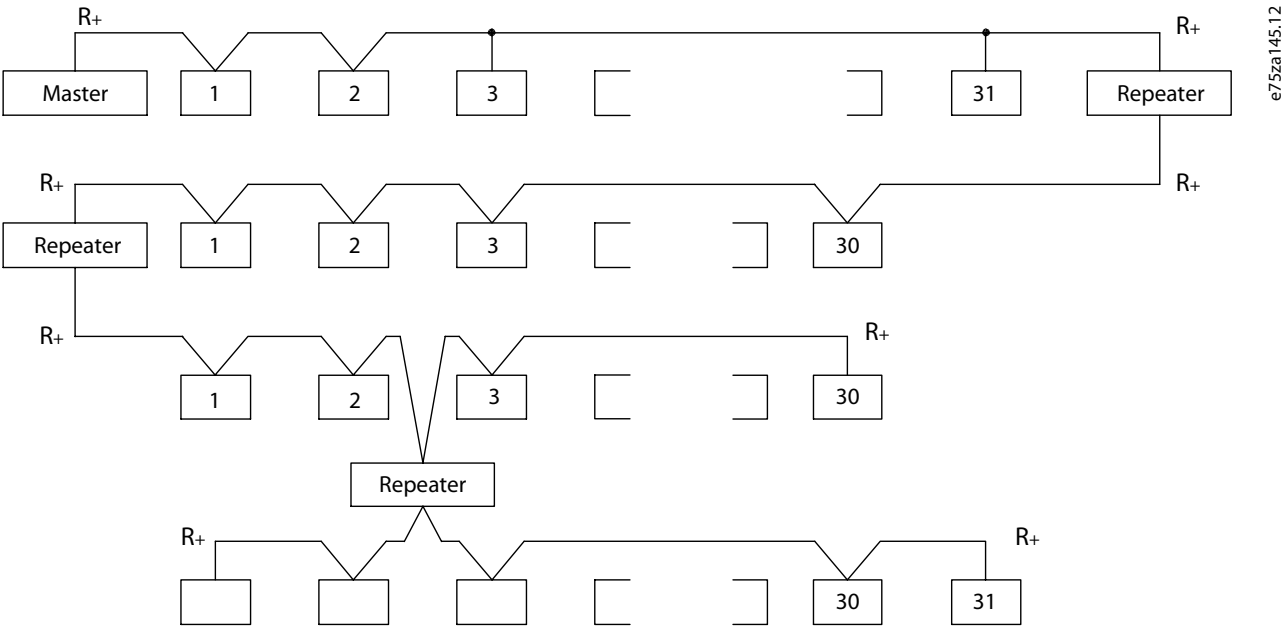 R+ R+
Master 1 2 3 31 Repeater
R+ R+
Repeater 1 2 3 30
R+ R+
1 2 3 30
Repeater
R+ R+
30 31
e75za145.12